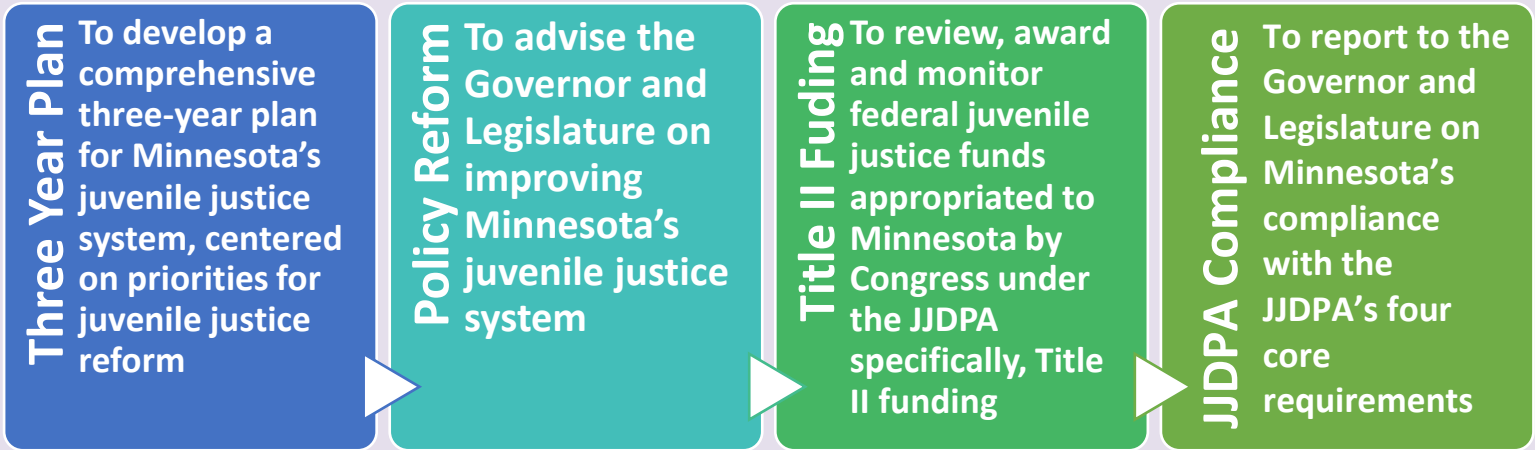 Three Year Plan
To develop a
comprehensive
three-year plan
for Minnesota’s
juvenile justice
system, centered
on priorities for
juvenile justice
reform
Policy Reform
To advise the
Governor and
Legislature on
improving
Minnesota’s
juvenile justice
system
Title II Fuding
To review, award
and monitor
federal juvenile
justice funds
appropriated to
Minnesota by
Congress under
the JJDPA
specifically, Title
II funding
JJDPA Compliance
To report to the
Governor and
Legislature on
Minnesota’s
compliance
with the
JJDPA’s four
core
requirements